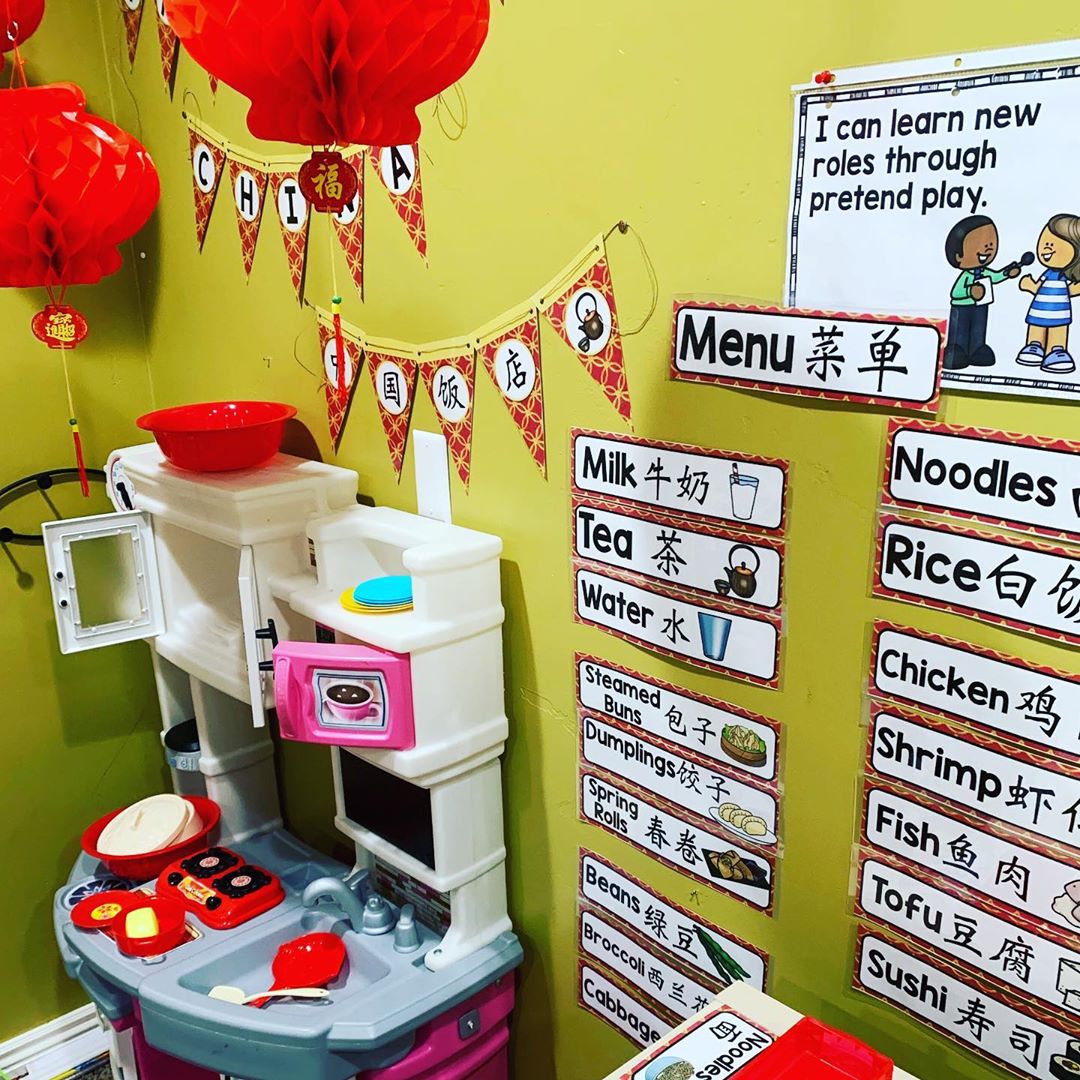 CHINA
福
中国饭店
I can learn new
roles through
pretend play.
Menu 菜单
Milk 牛奶
Tea 茶
Water 水
Steamed
Buns 包子
Dumplings 饺子
Spring
Rolls 春卷
Beans 绿豆
Broccoli 西兰
Cabbage
Noodles
Rice 白饭
Chicken 鸡
Shrimp 虾
Fish 鱼肉
Tofu 豆腐
Sushi 寿司
Noodles